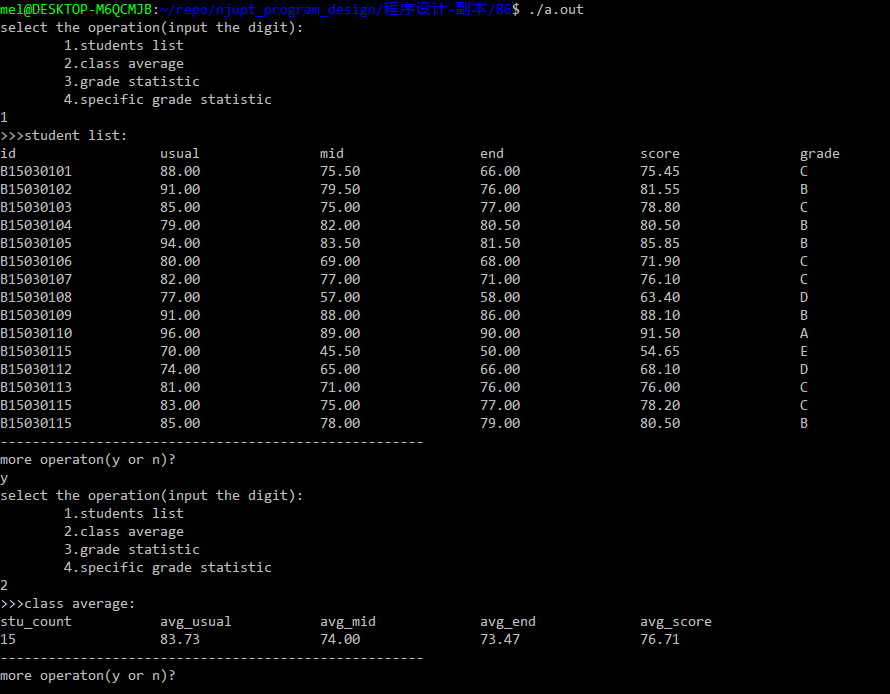 mel@DESKTOP-M6QCMJB:~/repo/njupt_program_design/程序设计-副本/B6$ ./a.out
select the operation(input the digit):
        1.students list
        2.class average
        3.grade statistic
        4.specific grade statistic
1
>>>student list:
id                  usual               mid                 end                 score               grade
B15030101           88.00               75.50               66.00               75.45               C
B15030102           91.00               79.50               76.00               81.55               B
B15030103           85.00               75.00               77.00               78.80               C
B15030104           79.00               82.00               80.50               80.50               B
B15030105           94.00               83.50               81.50               85.85               B
B15030106           80.00               69.00               68.00               71.90               C
B15030107           82.00               77.00               71.00               76.10               C
B15030108           77.00               57.00               58.00               63.40               D
B15030109           91.00               88.00               86.00               88.10               B
B15030110           96.00               89.00               90.00               91.50               A
B15030115           70.00               45.50               50.00               54.65               E
B15030112           74.00               65.00               66.00               68.10               D
B15030113           81.00               71.00               76.00               76.00               C
B15030115           83.00               75.00               77.00               78.20               C
B15030115           85.00               78.00               79.00               80.50               B
-----------------------------------------------------
more operaton(y or n)?
y
select the operation(input the digit):
        1.students list
        2.class average
        3.grade statistic
        4.specific grade statistic
2
>>>class average:
stu_count           avg_usual           avg_mid             avg_end             avg_score
15                  83.73               74.00               73.47               76.71
-----------------------------------------------------
more operaton(y or n)?